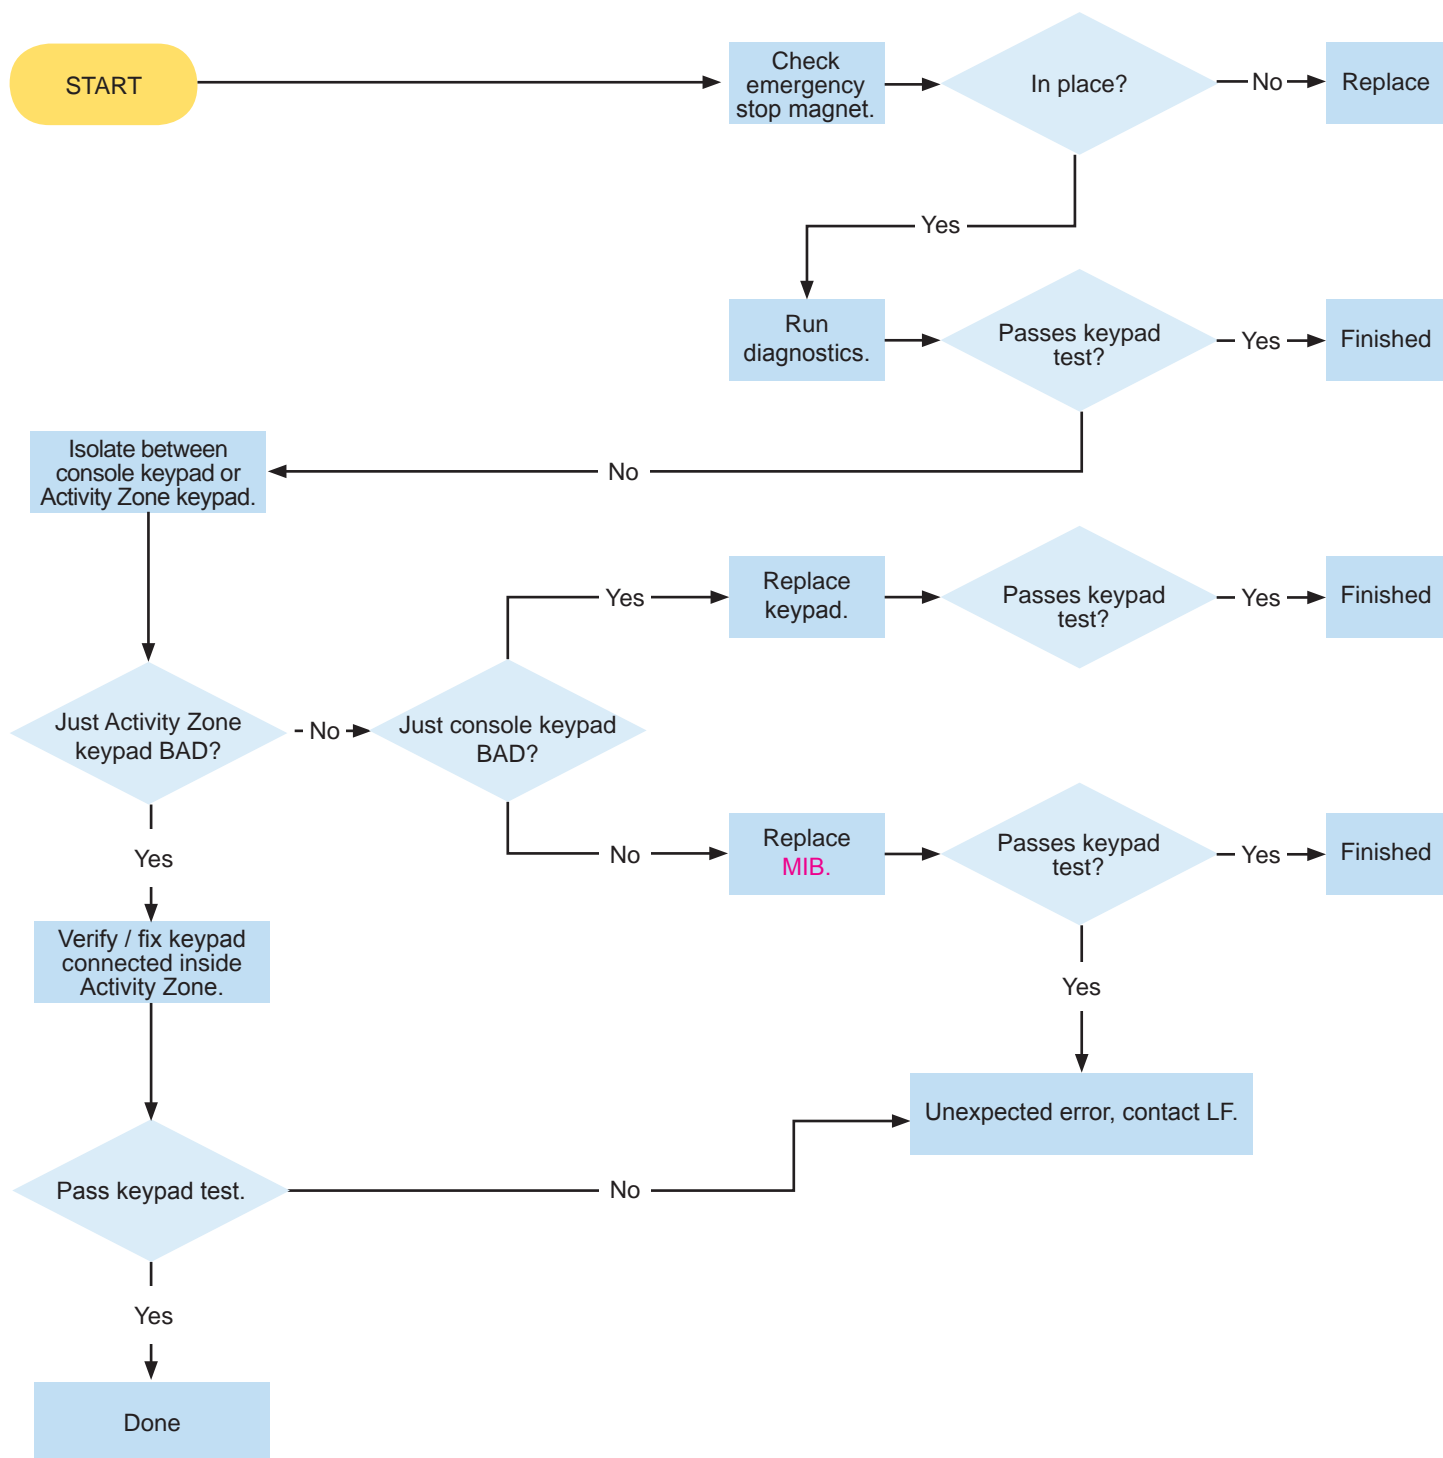 START
Check
emergency
stop magnet.
In place?
No
Replace
Yes
Run
diagnostics.
Passes keypad
test?
Yes
Finished
Isolate between
console keypad or
Activity Zone keypad.
No
Yes
Replace
keypad.
Passes keypad
test?
Yes
Finished
Just Activity Zone
keypad BAD?
No
Just console keypad
BAD?
No
Replace
MIB.
Passes keypad
test?
Yes
Finished
Yes
Verify / fix keypad
connected inside
Activity Zone.
Yes
Unexpected error, contact LF.
Pass keypad test.
No
Yes
Done